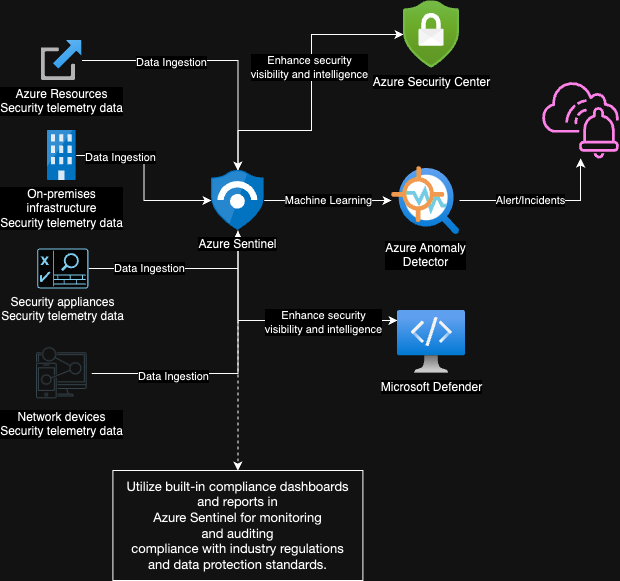 Enhance security
visibility and intelligence
Azure Security Center
Data Ingestion
Azure Resources
Security telemetry data
Data Ingestion
On-premises
infrastructure
Security telemetry data
Azure Sentinel
Machine Learning
Azure Anomaly
Detector
Alert/Incidents
Data Ingestion
Security appliances
Security telemetry data
Enhance security
visibility and intelligence
Microsoft Defender
Data Ingestion
Network devices
Security telemetry data
Utilize built-in compliance dashboards
and reports in
Azure Sentinel for monitoring
and auditing
compliance with industry regulations
and data protection standards.